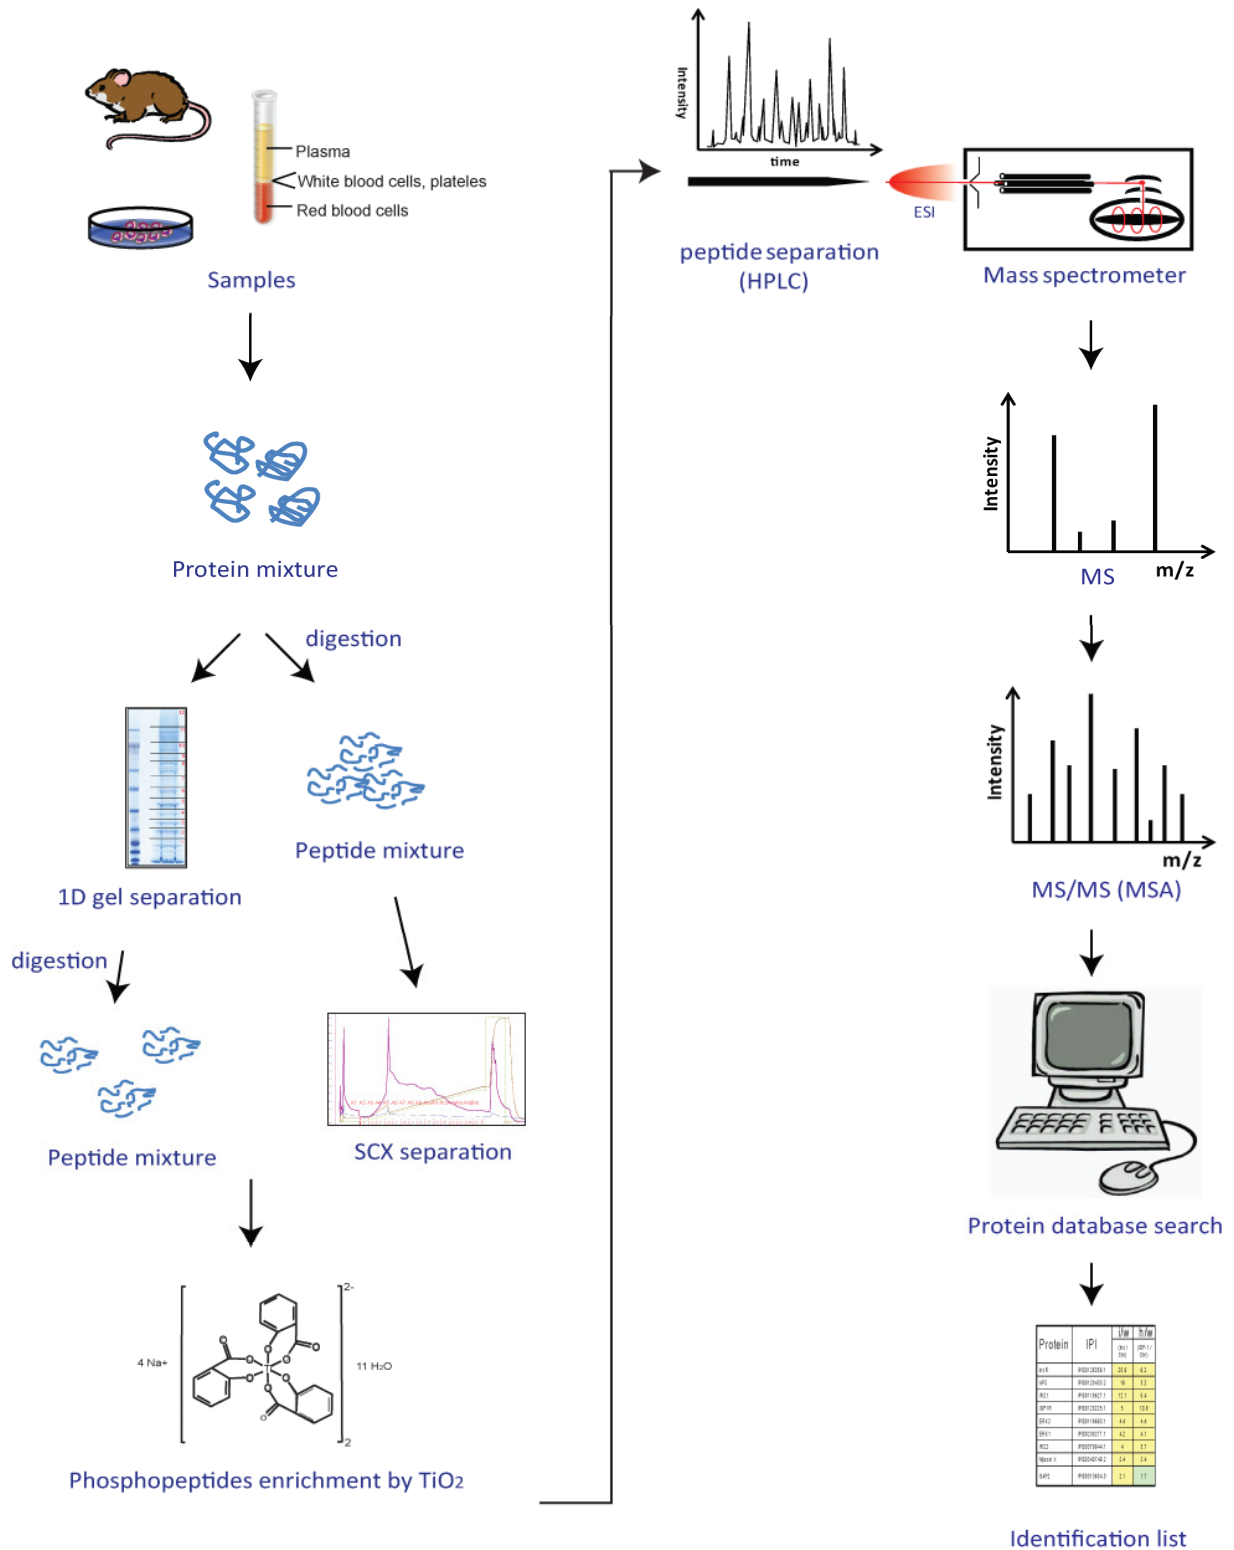 Plasma
White blood cells, plateles
Red blood cells
Samples
Protein mixture
digestion
1D gel separation
Peptide mixture
digestion
Peptide mixture
SCX separation
4 Na+
2-
Ti
O
O
O
O
O
O
O
O
O
11 H2O
2
Phosphopeptides enrichment by TiO2
Intensity
time
ESI
peptide separation
(HPLC)
Mass spectrometer
Intensity
m/z
MS
Intensity
m/z
MS/MS (MSA)
Protein database search
Protein IPI i/w h/w
Identification list